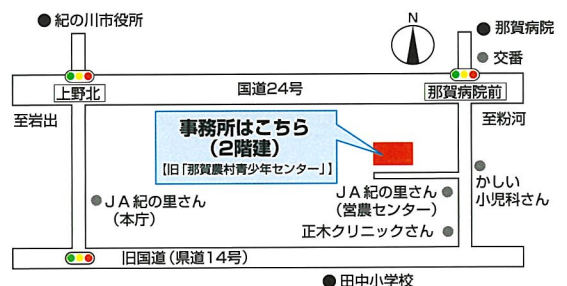 紀の川市役所
N
那賀病院
交番
上野北
国道24号
那賀病院前
至岩出
至粉河
事務所はこちら
(2階建)
【旧「那賀農村青少年センター」】
JA紀の里さん
(本庁)
JA紀の里さん
(営農センター)
かしい
小児科さん
正木クリニックさん
旧国道(県道14号)
田中小学校